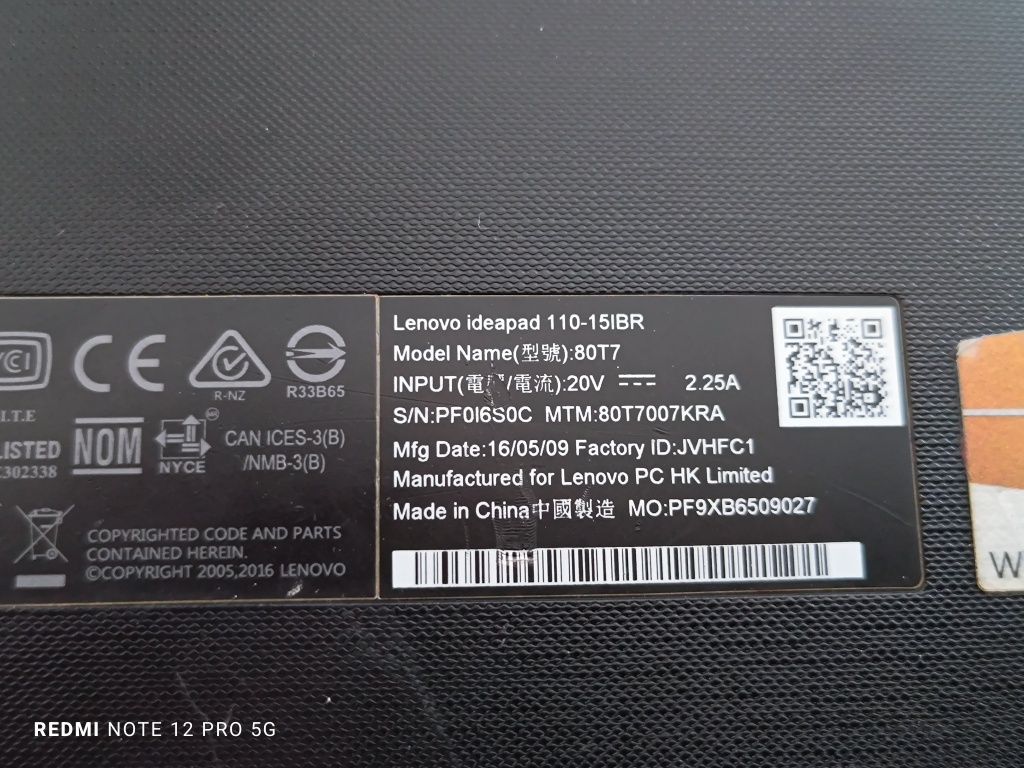 Lenovo ideapad 110-15IBR
Model Name(型號):80T7
INPUT(電 /電流):20V 2.25A
S/N:PF0I6S0C MTM:80T7007KRA
Mfg Date:16/05/09 Factory ID:JVHFC1
Manufactured for Lenovo PC HK Limited
Made in China中國製造 MO:PF9XB6509027
CE
R-NZ
R33B65
I.T.E
LISTED
302338
NOM
NYCE
CAN ICES-3(B)
/NMB-3(B)
COPYRIGHTED CODE AND PARTS
CONTAINED HEREIN.
©COPYRIGHT 2005,2016 LENOVO
W
REDMI NOTE 12 PRO 5G